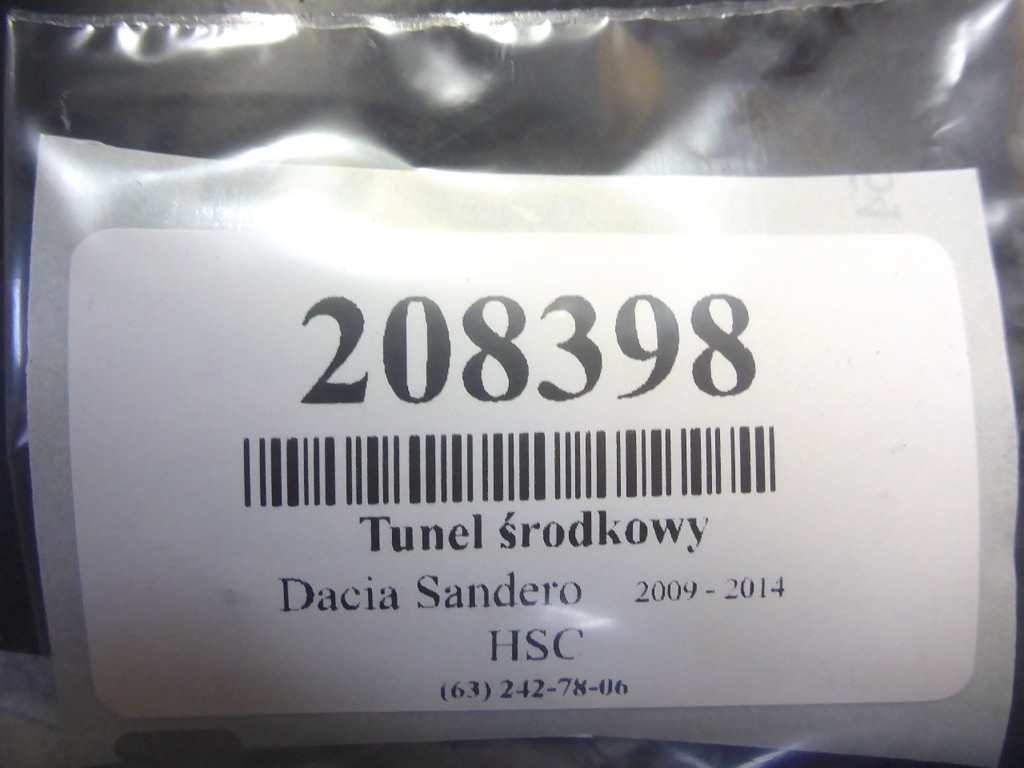 208398
Tunel środkowy
Dacia Sandero 2009 - 2014
HSC
(63) 242-78-06